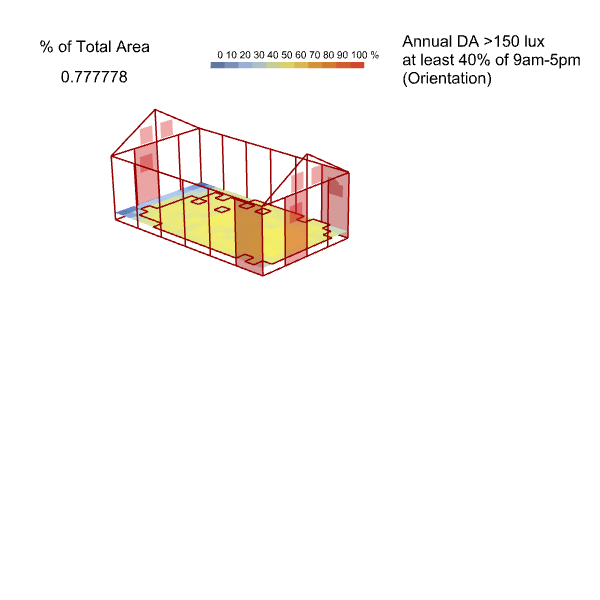 % of Total Area
0.777778
0 10 20 30 40 50 60 70 80 90 100 %
Annual DA >150 lux
at least 40% of 9am-5pm
(Orientation)